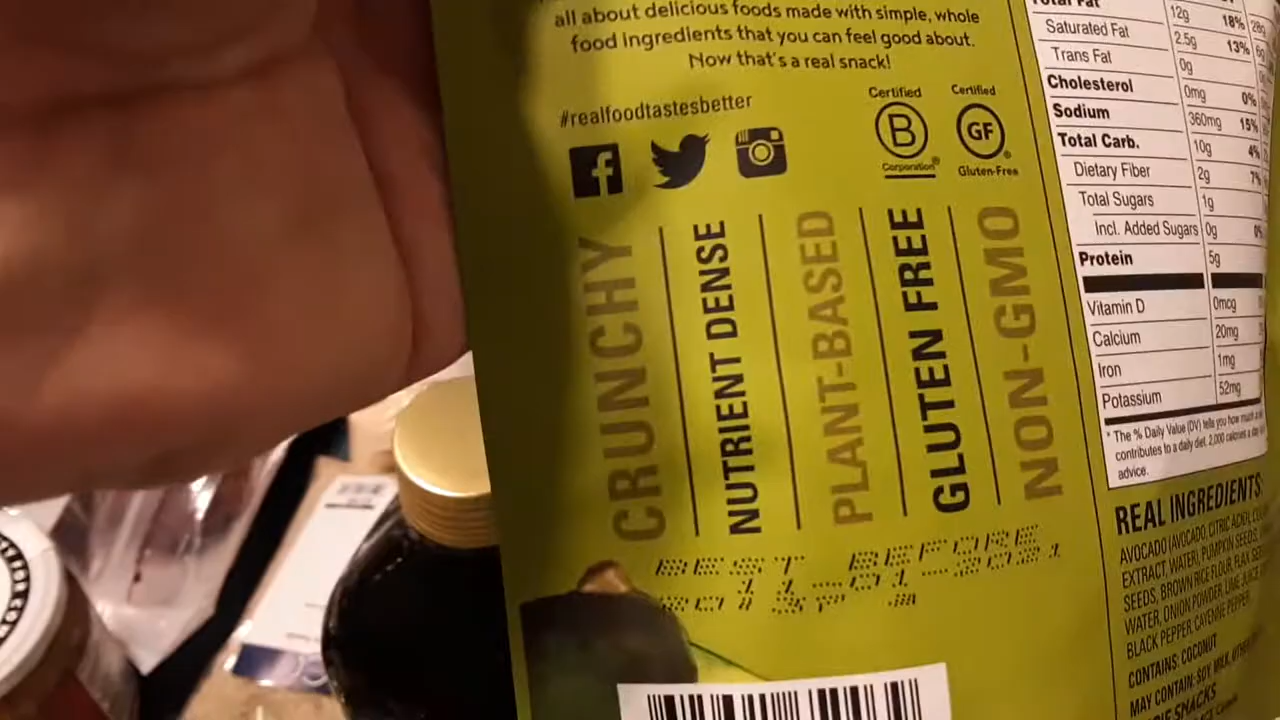 all about delicious foods made with simple, whole
food ingredients that you can feel good about.
Now that's a real snack!
#realfoodtastesbetter
Certified
B
Corporation®
Certified
GF
Gluten-Free
CRUNCHY
NUTRIENT DENSE
PLANT-BASED
GLUTEN FREE
NON-GMO
BEST BEFORE
Total Fat 12g 18%
Saturated Fat 2.5g 13%
Trans Fat 0g
Cholesterol 0mg 0%
Sodium 360mg 15%
Total Carb. 10g 4%
Dietary Fiber 2g 7%
Total Sugars 1g
Incl. Added Sugars 0g 0%
Protein 5g
Vitamin D 0mcg
Calcium 20mg
Iron 1mg
Potassium 52mg
* The % Daily Value (DV) tells you how much a
contributes to a daily diet. 2,000 calories a day
advice.
REAL INGREDIENTS:
AVOCADO (AVOCADO, CITRIC ACID),
EXTRACT, WATER), PUMPKIN SEEDS,
SEEDS, BROWN RICE FLOUR, FLAX
WATER, ONION POWDER, LIME JUICE
BLACK PEPPER, CAYENNE PEPPER.
CONTAINS: COCONUT
MAY CONTAIN: SOY, MILK,
SNACKS